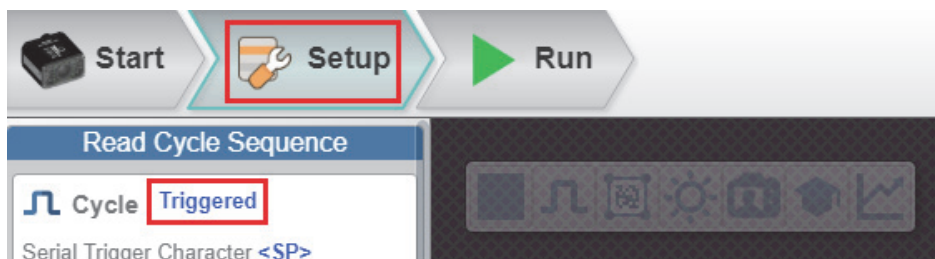 Start
Setup
Run
Read Cycle Sequence
Cycle Triggered
Serial Trigger Character <SP>